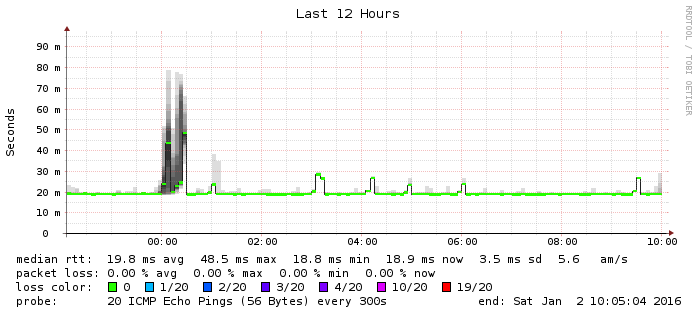 Last 12 Hours
RRDTOOL / TOBI OETIKER
Seconds
90 m
80 m
70 m
60 m
50 m
40 m
30 m
20 m
10 m
0
00:00 02:00 04:00 06:00 08:00 10:00
median rtt: 19.8 ms avg 48.5 ms max 18.8 ms min 18.9 ms now 3.5 ms sd 5.6 am/s
packet loss: 0.00 % avg 0.00 % max 0.00 % min 0.00 % now
loss color: 0 1/20 2/20 3/20 4/20 10/20 19/20
probe: 20 ICMP Echo Pings (56 Bytes) every 300s end: Sat Jan 2 10:05:04 2016